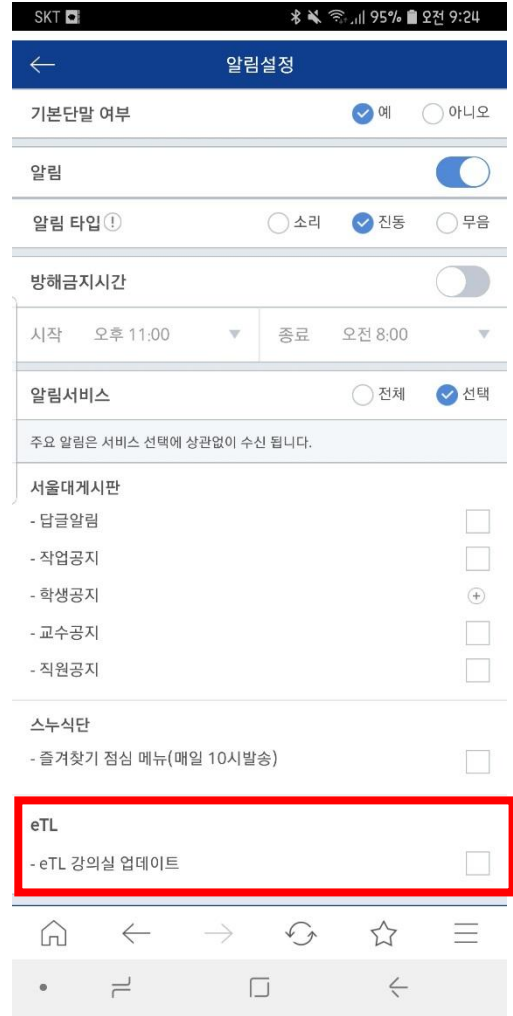 SKT 95% 오전 9:24
알림설정
기본단말 여부 예 아니오
알림
알림 타입 ! 소리 진동 무음
방해금지시간
시작 오후 11:00 종료 오전 8:00
알림서비스 전체 선택
주요 알림은 서비스 선택에 상관없이 수신 됩니다.
서울대게시판
- 답글알림
- 작업공지
- 학생공지
- 교수공지
- 직원공지
스누식단
- 즐겨찾기 점심 메뉴(매일 10시발송)
eTL
- eTL 강의실 업데이트